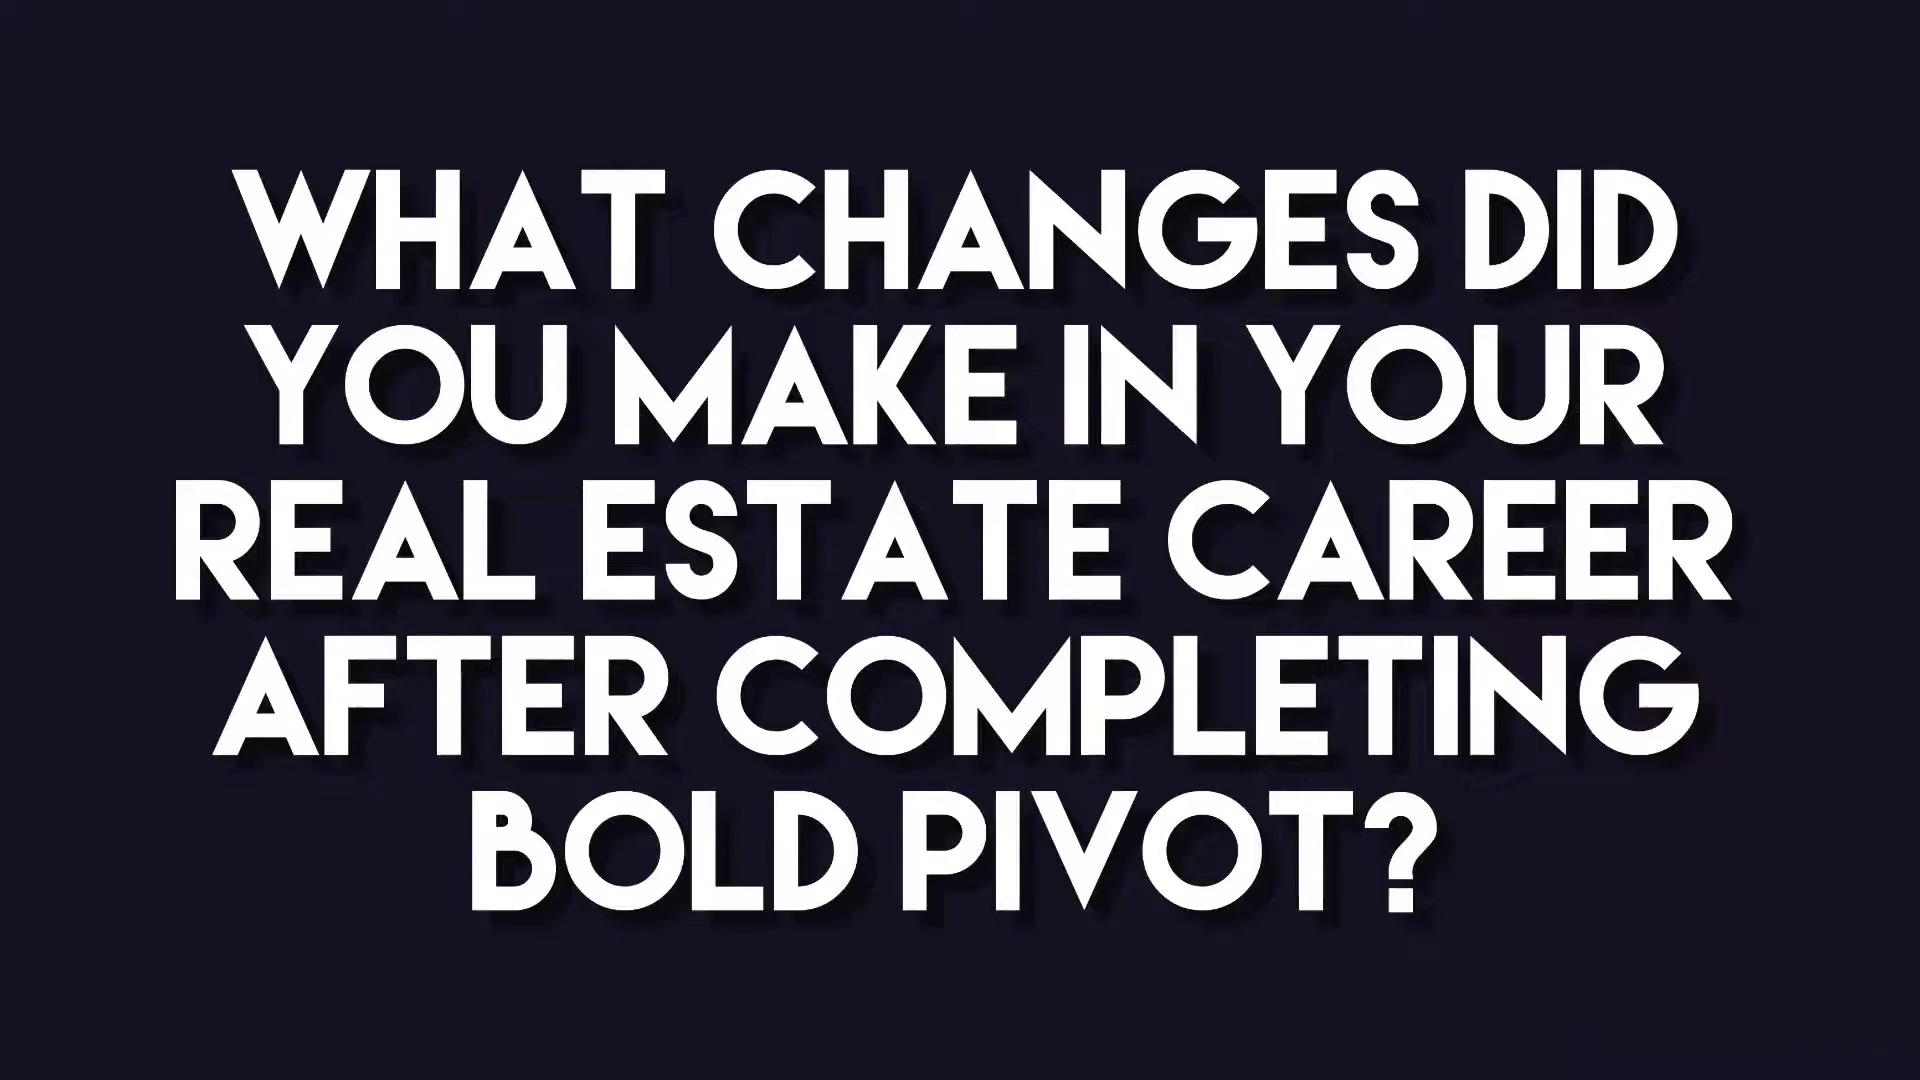 WHAT CHANGES DID
YOU MAKE IN YOUR
REAL ESTATE CAREER
AFTER COMPLETING
BOLD PIVOT?